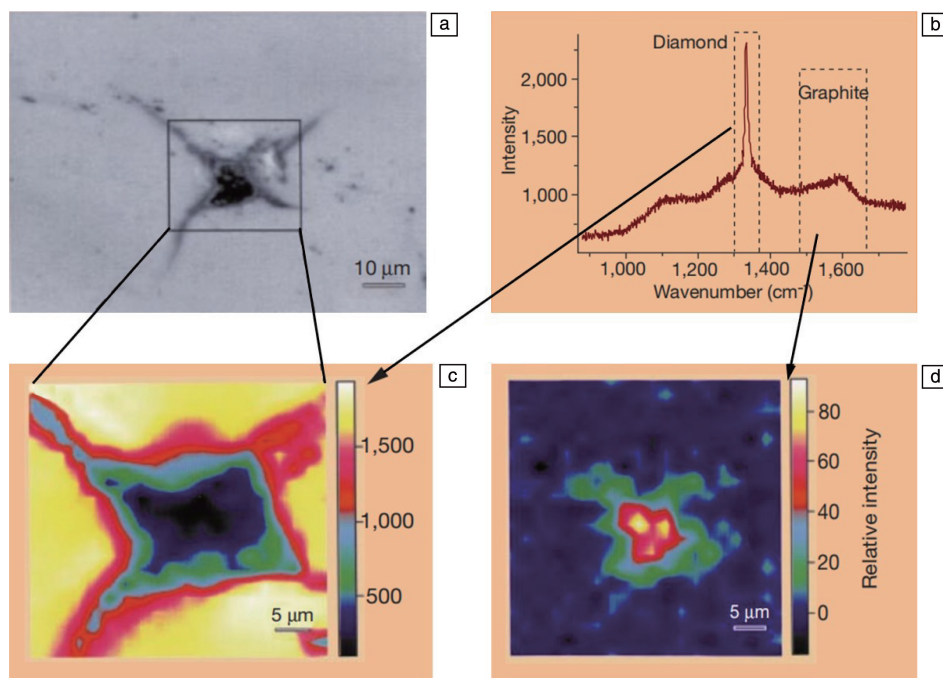 a
10 μm
b
Diamond
Graphite
2,000
1,500
1,000
Intensity
1,000
1,200
1,400
1,600
Wavenumber (cm⁻¹)
c
1,500
1,000
500
5 μm
d
80
60
40
20
0
Relative intensity
5 μm